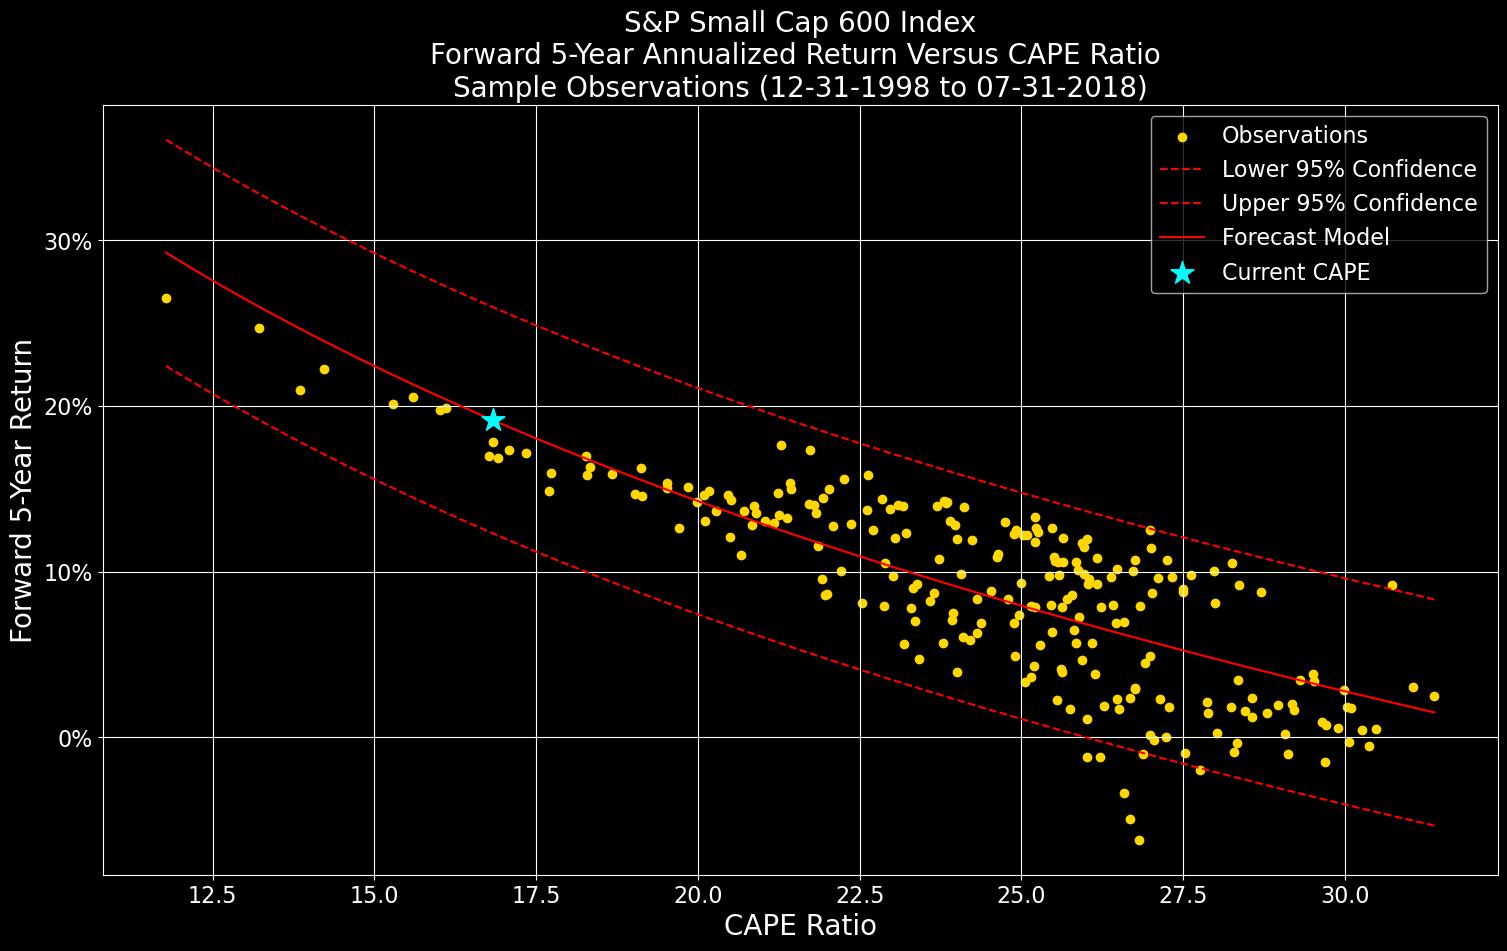 S&P Small Cap 600 Index
Forward 5-Year Annualized Return Versus CAPE Ratio
Sample Observations (12-31-1998 to 07-31-2018)
Observations
Lower 95% Confidence
Upper 95% Confidence
Forecast Model
Current CAPE
Forward 5-Year Return
30%
20%
10%
0%
12.5 15.0 17.5 20.0 22.5 25.0 27.5 30.0
CAPE Ratio